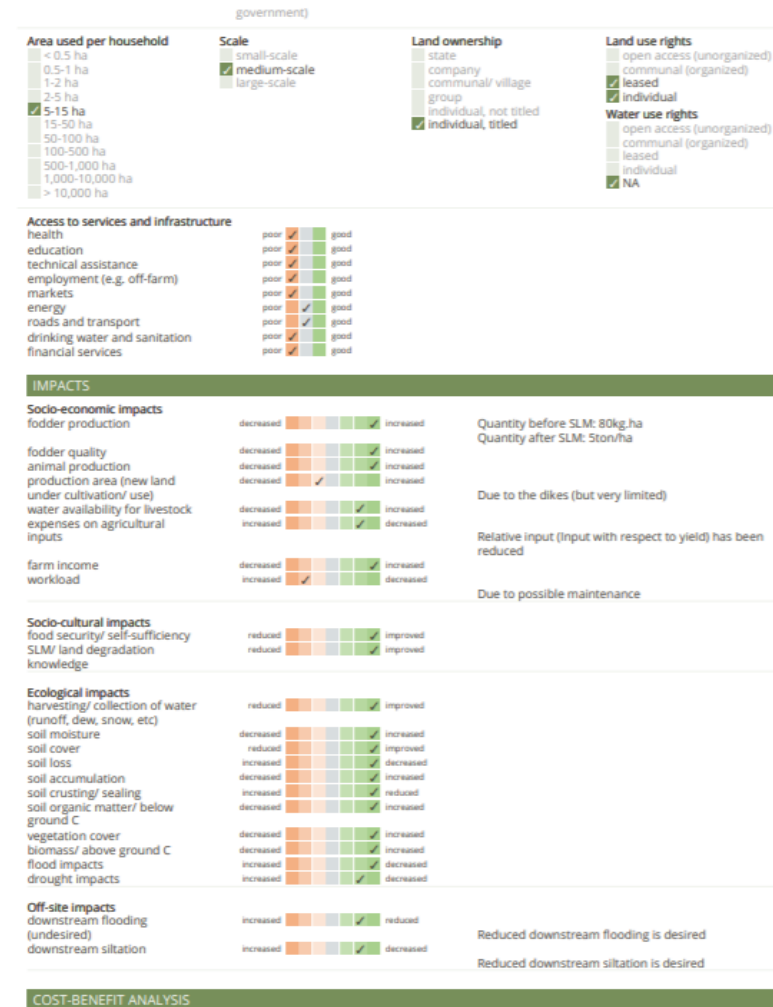 government)
Area used per household
< 0.5 ha
0.5-1 ha
1-2 ha
2-5 ha
✓ 5-15 ha
15-50 ha
50-100 ha
100-500 ha
500-1,000 ha
1,000-10,000 ha
> 10,000 ha
Scale
small-scale
✓ medium-scale
large-scale
Land ownership
state
company
communal/ village
group
individual, not titled
✓ individual, titled
Land use rights
open access (unorganized)
communal (organized)
✓ leased
✓ individual
Water use rights
open access (unorganized)
communal (organized)
leased
individual
✓ NA
Access to services and infrastructure
health poor ✓ good
education poor ✓ good
technical assistance poor ✓ good
employment (e.g. off-farm) poor ✓ good
markets poor ✓ good
energy poor ✓ good
roads and transport poor ✓ good
drinking water and sanitation poor ✓ good
financial services poor ✓ good
IMPACTS
Socio-economic impacts
fodder production decreased ✓ increased Quantity before SLM: 80kg.ha
Quantity after SLM: 5ton/ha
fodder quality decreased ✓ increased
animal production decreased ✓ increased
production area (new land decreased ✓ increased
under cultivation/ use) Due to the dikes (but very limited)
water availability for livestock decreased ✓ increased
expenses on agricultural increased ✓ decreased
inputs Relative input (Input with respect to yield) has been
reduced
farm income decreased ✓ increased
workload increased ✓ decreased
Due to possible maintenance
Socio-cultural impacts
food security/ self-sufficiency reduced ✓ improved
SLM/ land degradation reduced ✓ improved
knowledge
Ecological impacts
harvesting/ collection of water reduced ✓ improved
(runoff, dew, snow, etc)
soil moisture decreased ✓ increased
soil cover reduced ✓ improved
soil loss increased ✓ decreased
soil accumulation decreased ✓ increased
soil crusting/ sealing increased ✓ reduced
soil organic matter/ below decreased ✓ increased
ground C
vegetation cover decreased ✓ increased
biomass/ above ground C decreased ✓ increased
flood impacts increased ✓ decreased
drought impacts increased ✓ decreased
Off-site impacts
downstream flooding increased ✓ reduced
(undesired) Reduced downstream flooding is desired
downstream siltation increased ✓ decreased
Reduced downstream siltation is desired
COST-BENEFIT ANALYSIS